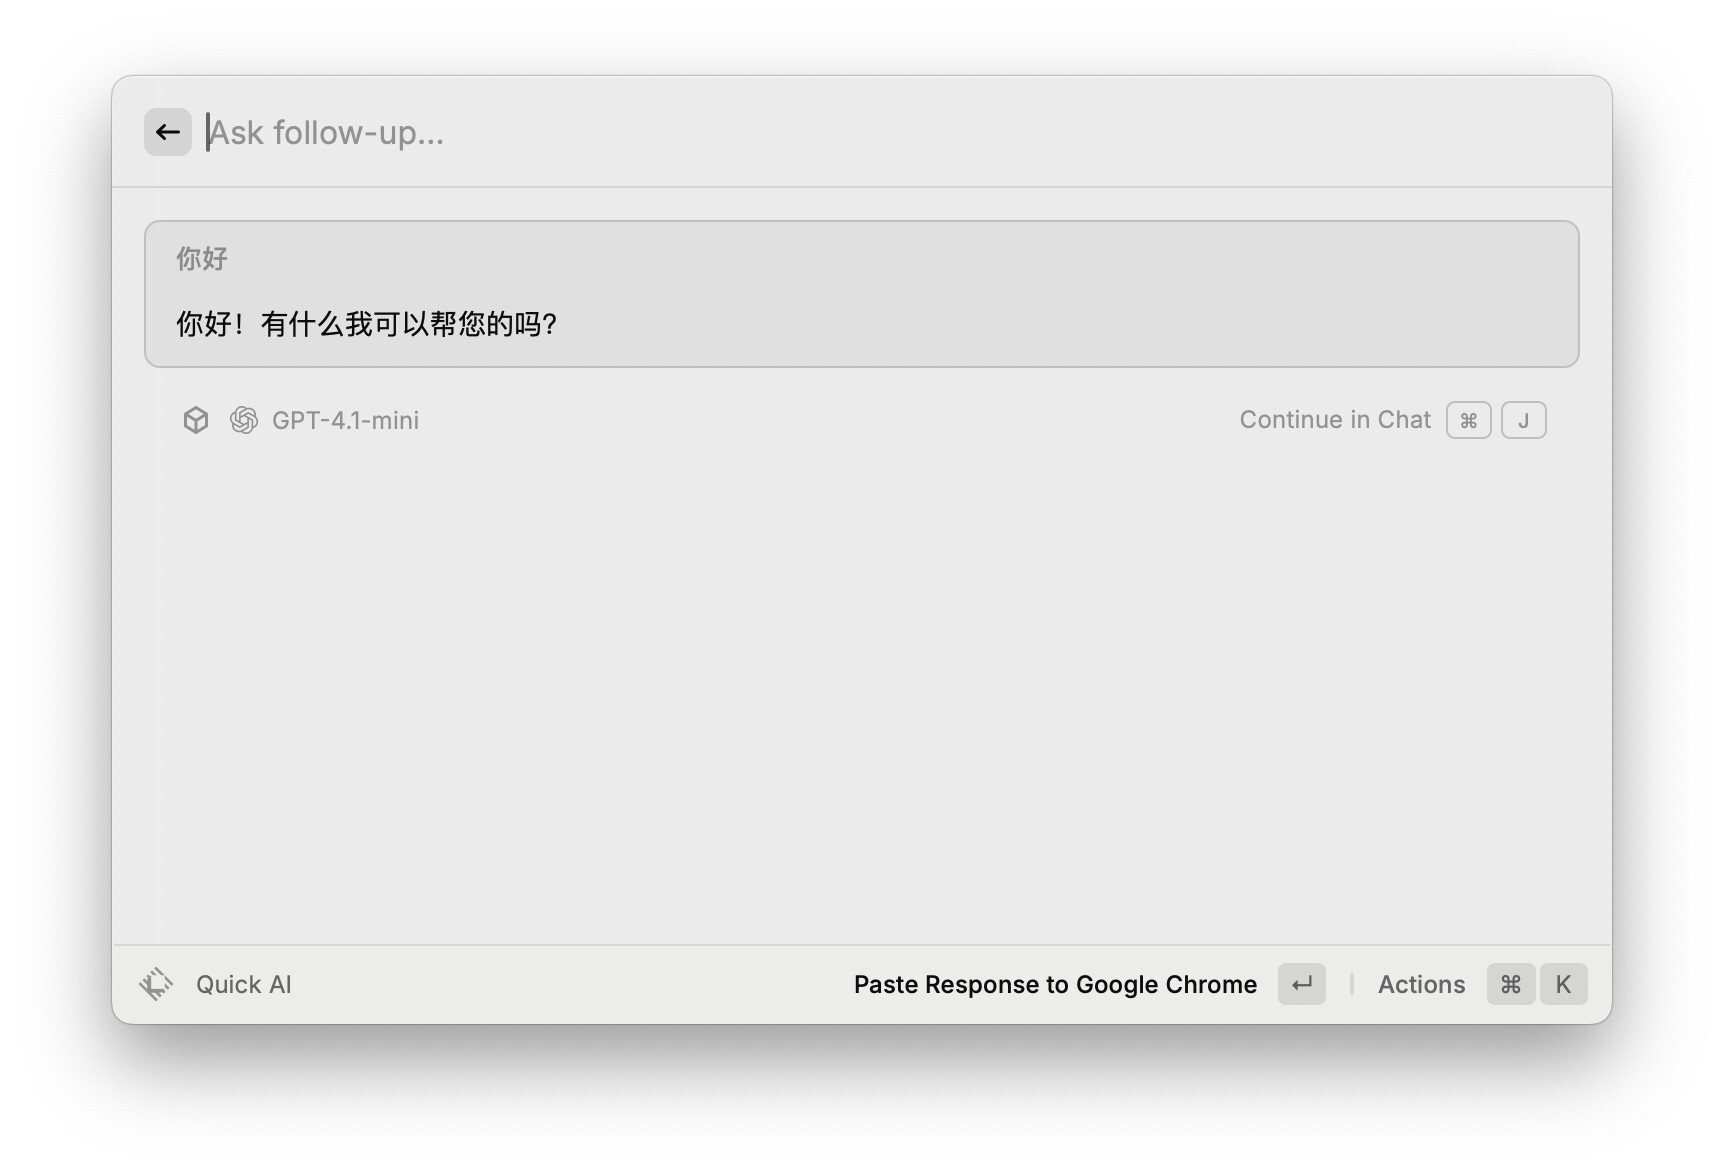 Ask follow-up...
你好
你好！有什么我可以帮您的吗？
GPT-4.1-mini
Continue in Chat ⌘ J
Quick AI
Paste Response to Google Chrome ↵ | Actions ⌘ K